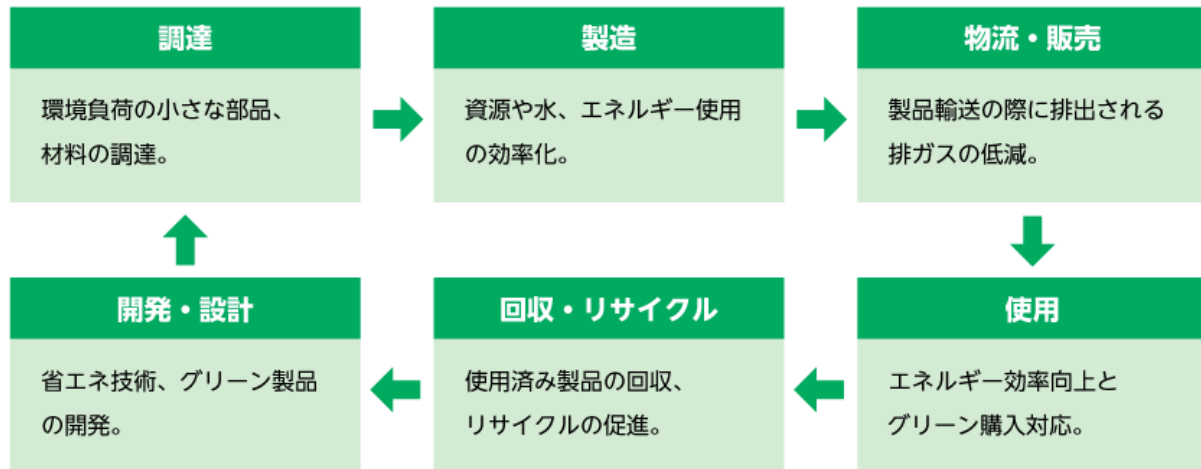 調達
環境負荷の小さな部品、
材料の調達。
製造
資源や水、エネルギー使用
の効率化。
物流・販売
製品輸送の際に排出される
排ガスの低減。
開発・設計
省エネ技術、グリーン製品
の開発。
回収・リサイクル
使用済み製品の回収、
リサイクルの促進。
使用
エネルギー効率向上と
グリーン購入対応。